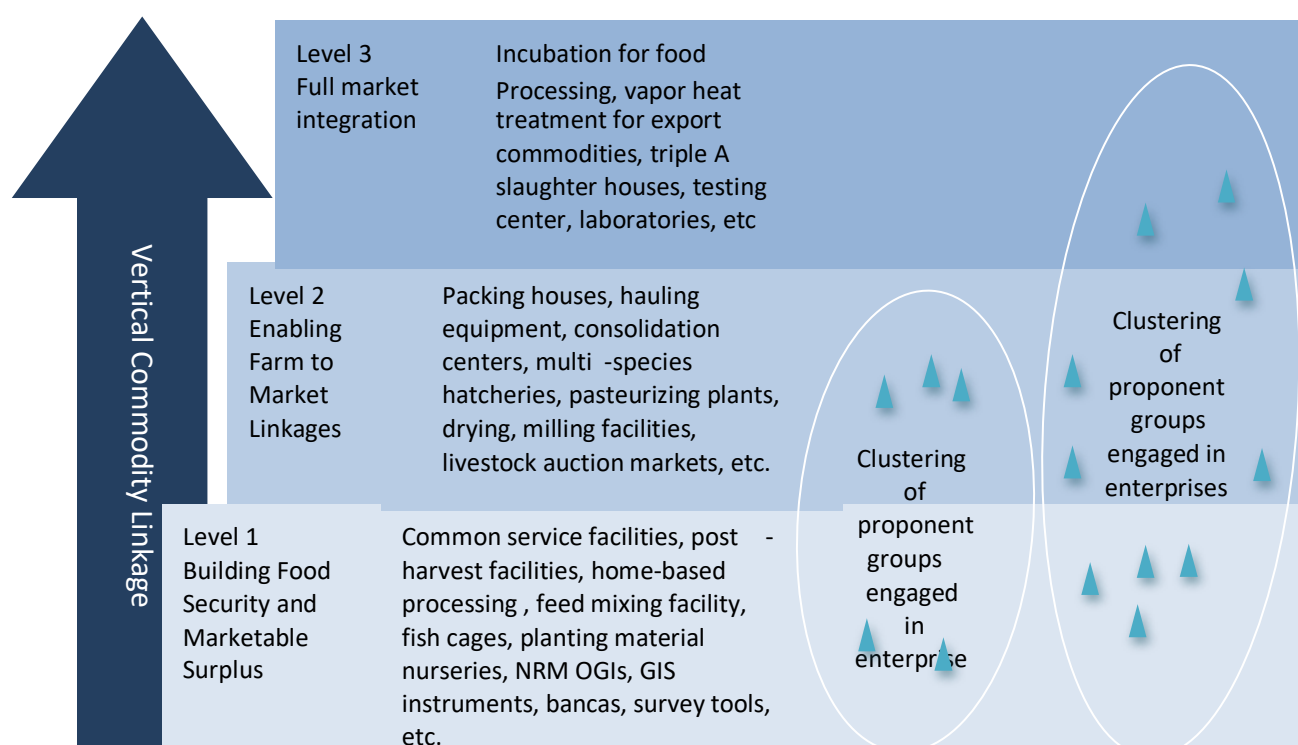 Vertical Commodity Linkage
Level 3
Full market
integration
Incubation for food
Processing, vapor heat
treatment for export
commodities, triple A
slaughter houses, testing
center, laboratories, etc
Level 2
Enabling
Farm to
Market
Linkages
Packing houses, hauling
equipment, consolidation
centers, multi -species
hatcheries, pasteurizing plants,
drying, milling facilities,
livestock auction markets, etc.
Level 1
Building Food
Security and
Marketable
Surplus
Common service facilities, post -
harvest facilities, home-based
processing , feed mixing facility,
fish cages, planting material
nurseries, NRM OGIs, GIS
instruments, bancas, survey tools,
etc.
Clustering
of
proponent
groups
engaged
in
enterprise
Clustering
of
proponent
groups
engaged in
enterprises